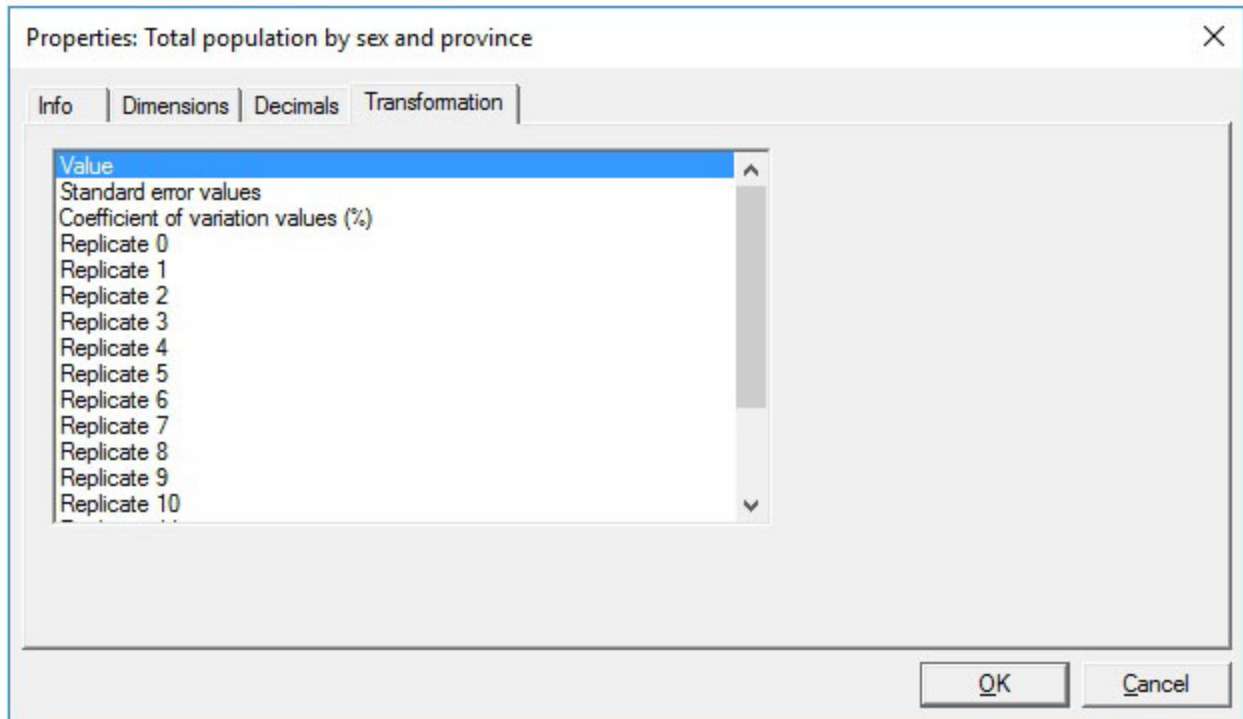 Properties: Total population by sex and province
Info Dimensions Decimals Transformation
Value
Standard error values
Coefficient of variation values (%)
Replicate 0
Replicate 1
Replicate 2
Replicate 3
Replicate 4
Replicate 5
Replicate 6
Replicate 7
Replicate 8
Replicate 9
Replicate 10
OK Cancel